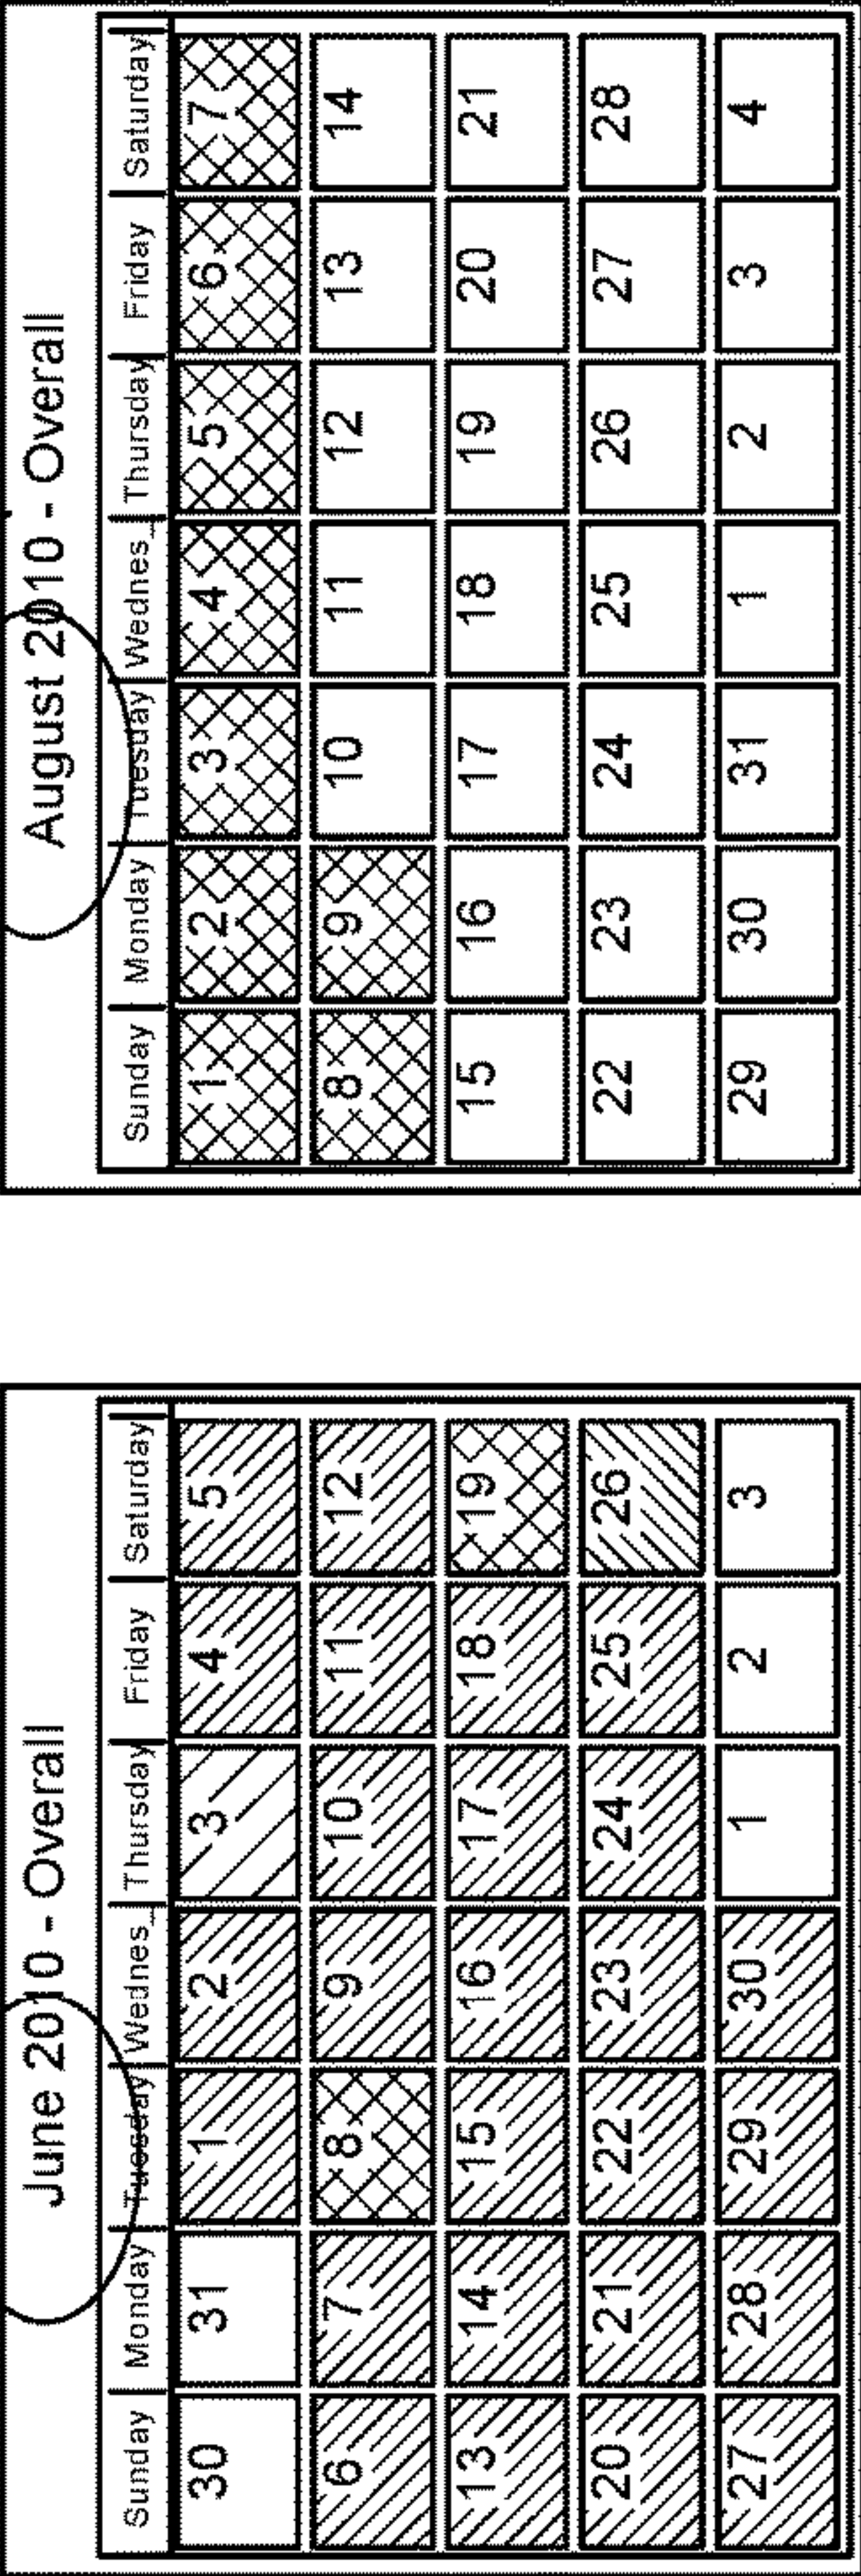 June 2010 - Overall
Sunday Monday Tuesday Wednes_ Thursday Friday Saturday
30 31 1 2 3 4 5
6 7 8 9 10 11 12
13 14 15 16 17 18 19
20 21 22 23 24 25 26
27 28 29 30 1 2 3
August 2010 - Overall
Sunday Monday Tuesday Wednes_ Thursday Friday Saturday
1 2 3 4 5 6 7
8 9 10 11 12 13 14
15 16 17 18 19 20 21
22 23 24 25 26 27 28
29 30 31 1 2 3 4